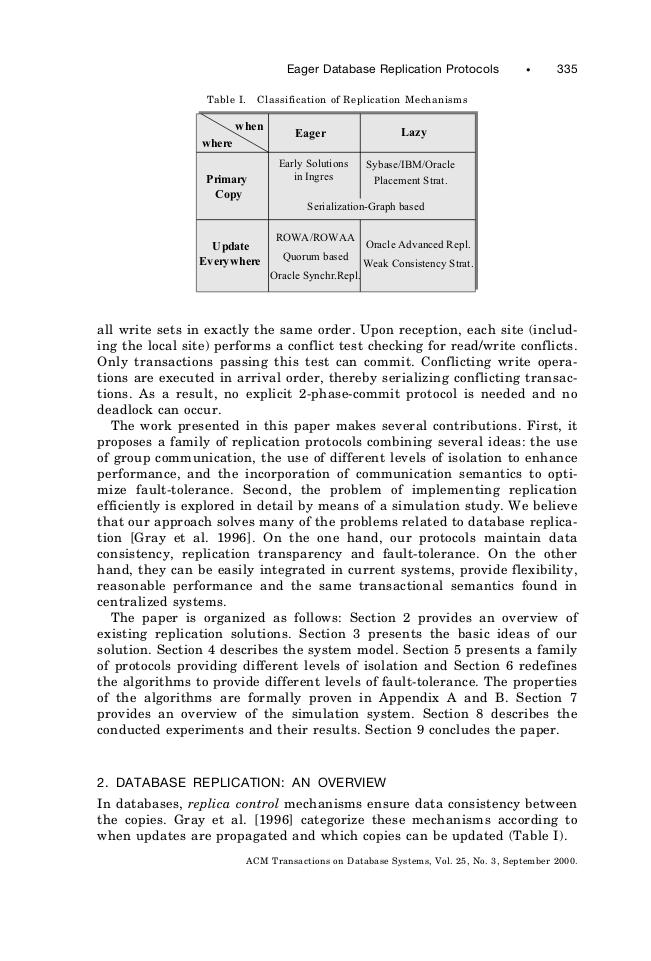 Eager Database Replication Protocols • 335
Table I. Classification of Replication Mechanisms
when
where
Eager
Lazy
Primary
Copy
Early Solutions
in Ingres
Sybase/IBM/Oracle
Placement Strat.
Serialization-Graph based
Update
Everywhere
ROWA/ROWAA
Quorum based
Oracle Synchr.Repl.
Oracle Advanced Repl.
Weak Consistency Strat.
all write sets in exactly the same order. Upon reception, each site (includ-
ing the local site) performs a conflict test checking for read/write conflicts.
Only transactions passing this test can commit. Conflicting write opera-
tions are executed in arrival order, thereby serializing conflicting transac-
tions. As a result, no explicit 2-phase-commit protocol is needed and no
deadlock can occur.
The work presented in this paper makes several contributions. First, it
proposes a family of replication protocols combining several ideas: the use
of group communication, the use of different levels of isolation to enhance
performance, and the incorporation of communication semantics to opti-
mize fault-tolerance. Second, the problem of implementing replication
efficiently is explored in detail by means of a simulation study. We believe
that our approach solves many of the problems related to database replica-
tion [Gray et al. 1996]. On the one hand, our protocols maintain data
consistency, replication transparency and fault-tolerance. On the other
hand, they can be easily integrated in current systems, provide flexibility,
reasonable performance and the same transactional semantics found in
centralized systems.
The paper is organized as follows: Section 2 provides an overview of
existing replication solutions. Section 3 presents the basic ideas of our
solution. Section 4 describes the system model. Section 5 presents a family
of protocols providing different levels of isolation and Section 6 redefines
the algorithms to provide different levels of fault-tolerance. The properties
of the algorithms are formally proven in Appendix A and B. Section 7
provides an overview of the simulation system. Section 8 describes the
conducted experiments and their results. Section 9 concludes the paper.
2. DATABASE REPLICATION: AN OVERVIEW
In databases, replica control mechanisms ensure data consistency between
the copies. Gray et al. [1996] categorize these mechanisms according to
when updates are propagated and which copies can be updated (Table I).
ACM Transactions on Database Systems, Vol. 25, No. 3, September 2000.